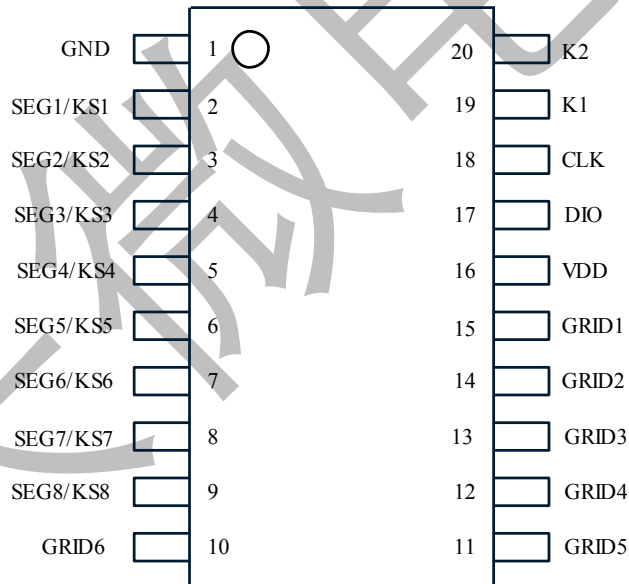 GND 1 20 K2
SEG1/KS1 2 19 K1
SEG2/KS2 3 18 CLK
SEG3/KS3 4 17 DIO
SEG4/KS4 5 16 VDD
SEG5/KS5 6 15 GRID1
SEG6/KS6 7 14 GRID2
SEG7/KS7 8 13 GRID3
SEG8/KS8 9 12 GRID4
GRID6 10 11 GRID5
微